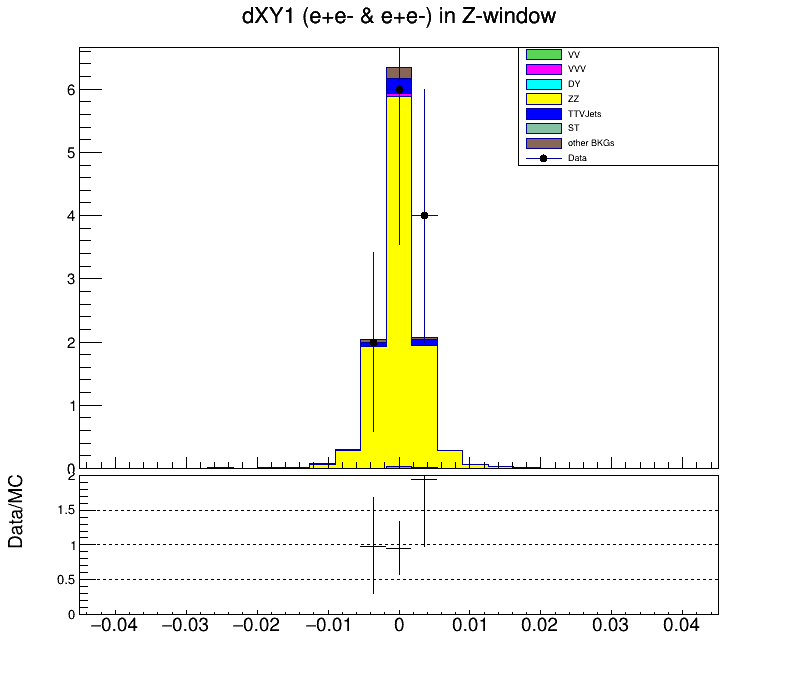 dXY1 (e+e- & e+e-) in Z-window
VV
VVV
DY
ZZ
TTVJets
ST
other BKGs
Data
6
5
4
3
2
1
0
Data/MC
2
1.5
1
0.5
0
−0.04 −0.03 −0.02 −0.01 0 0.01 0.02 0.03 0.04